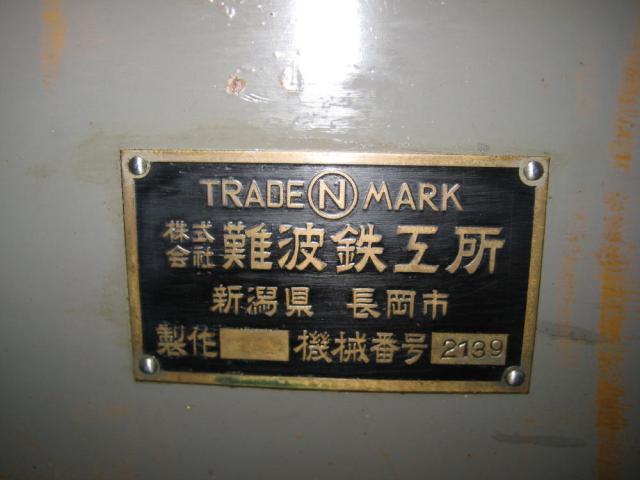 TRADE N MARK
株式会社 難波鉄工所
新潟県 長岡市
製作 機械番号 2139